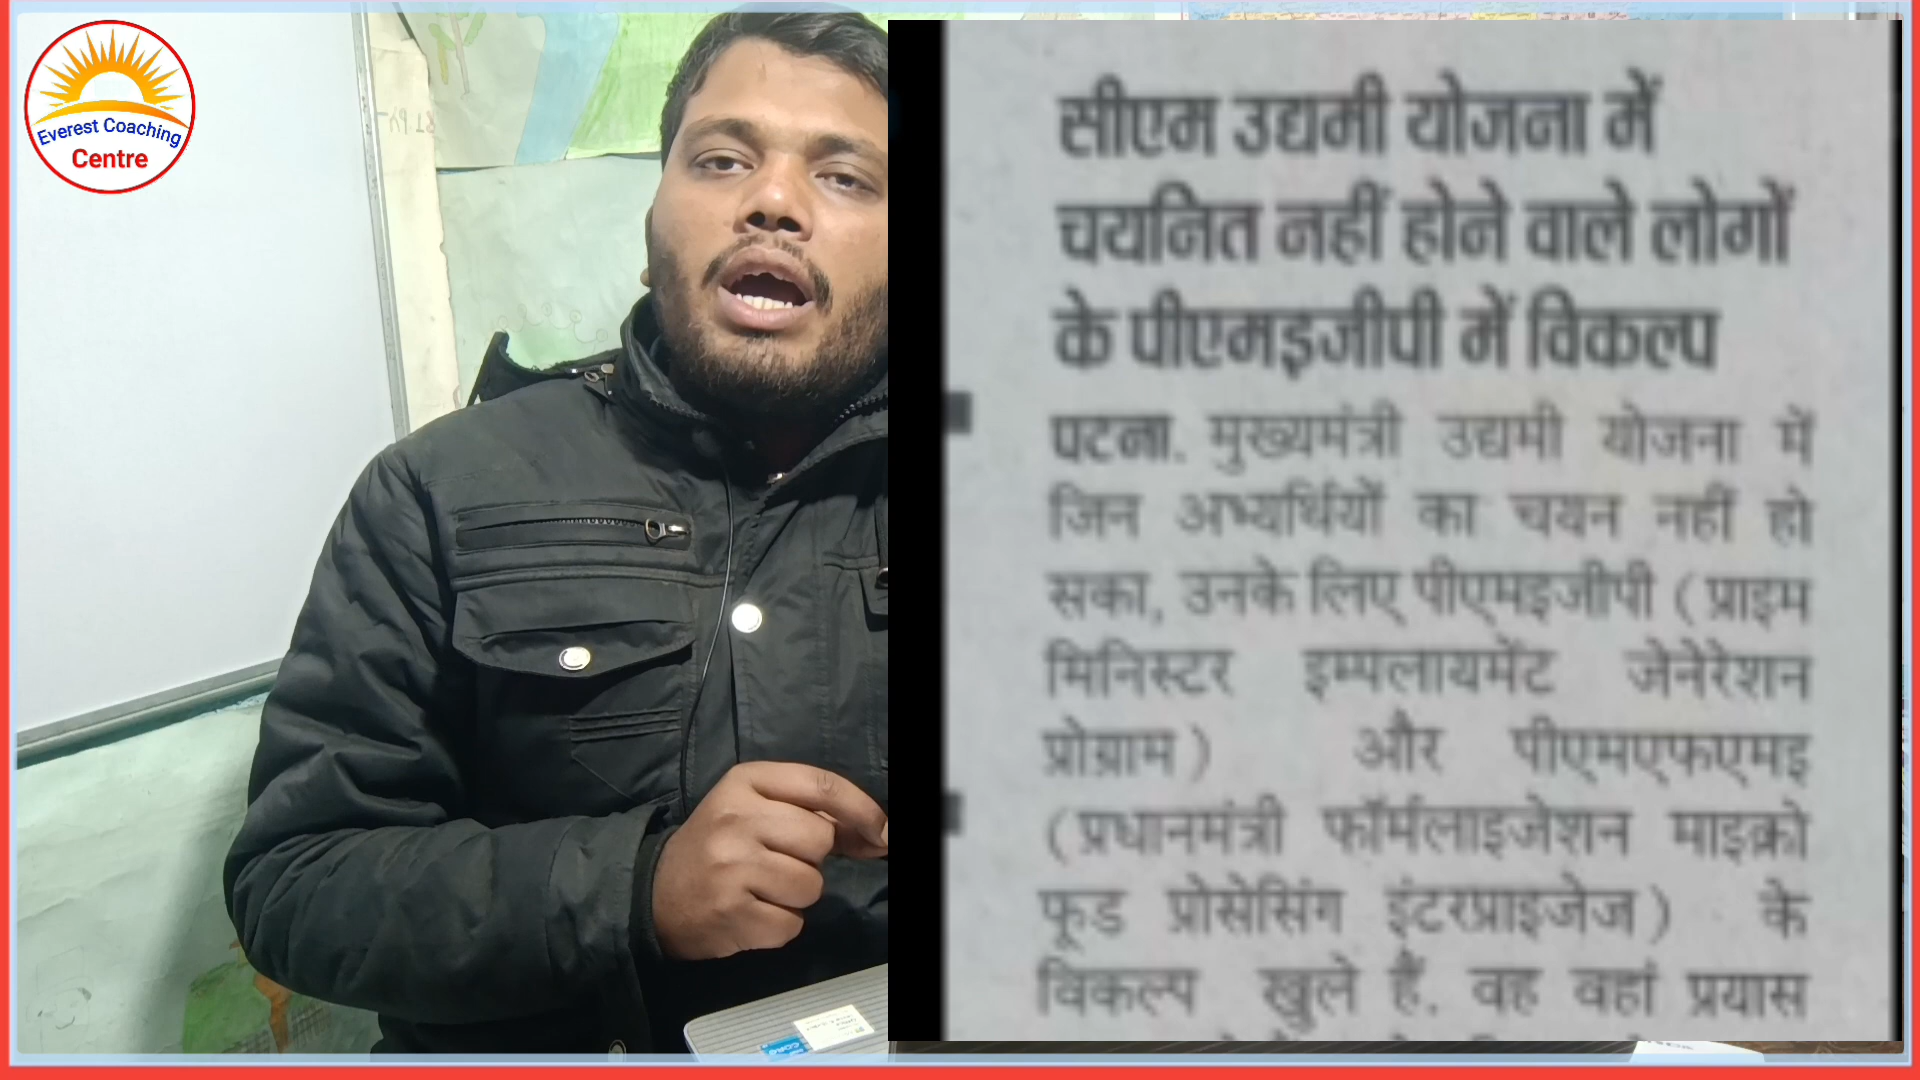 Everest Coaching
Centre
सीएम उद्यमी योजना में
चयनित नहीं होने वाले लोगों
के पीएमइजीपी में विकल्प
पटना. मुख्यमंत्री उद्यमी योजना में
जिन अभ्यर्थियों का चयन नहीं हो
सका, उनके लिए पीएमइजीपी (प्राइम
मिनिस्टर इम्पलायमेंट जेनेरेशन
प्रोग्राम) और पीएमएफएमइ
(प्रधानमंत्री फॉर्मलाइजेशन माइक्रो
फूड प्रोसेसिंग इंटरप्राइजेज) के
विकल्प खुले हैं. वह वहां प्रयास
CORE